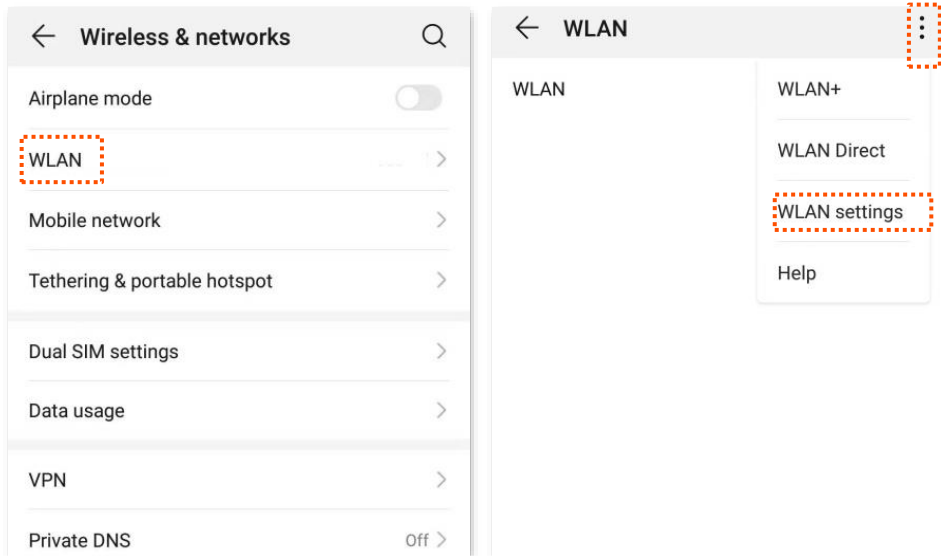 Wireless & networks
Airplane mode
WLAN
Mobile network
Tethering & portable hotspot
Dual SIM settings
Data usage
VPN
Private DNS Off
WLAN
WLAN
WLAN+
WLAN Direct
WLAN settings
Help